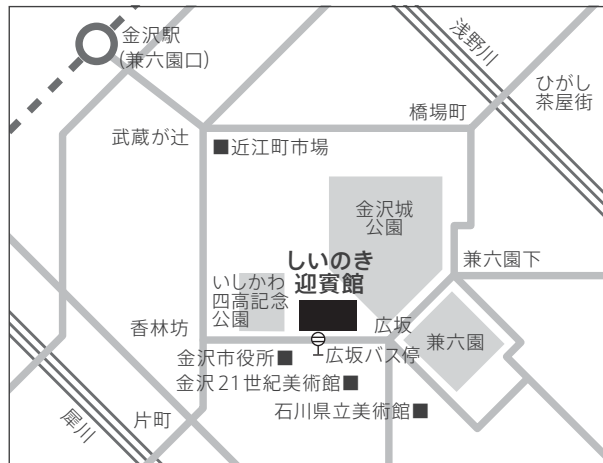 金沢駅
(兼六園口)
浅野川
ひがし
茶屋街
橋場町
武蔵が辻
■近江町市場
金沢城
公園
兼六園下
しいのき
迎賓館
いしかわ
四高記念
公園
香林坊
広坂
兼六園
広坂バス停
金沢市役所■
金沢21世紀美術館■
石川県立美術館■
片町
犀川